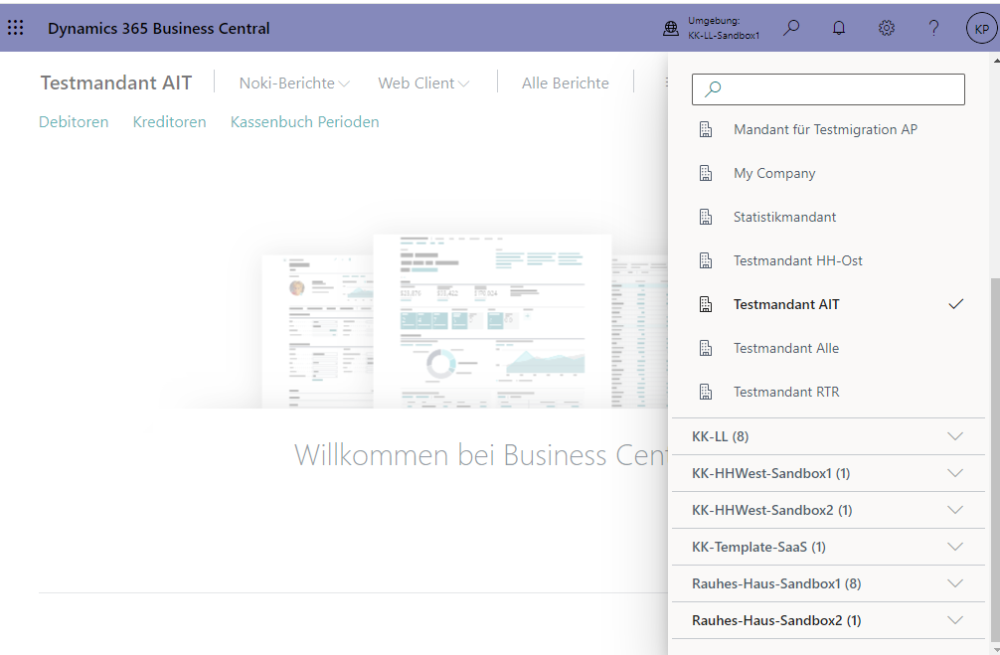 Dynamics 365 Business Central
Umgebung:
KK-LL-Sandbox1
KP
Testmandant AIT
Noki-Berichte
Web Client
Alle Berichte
Debitoren
Kreditoren
Kassenbuch Perioden
Willkommen bei Business Cent
Mandant für Testmigration AP
My Company
Statistikmandant
Testmandant HH-Ost
Testmandant AIT
Testmandant Alle
Testmandant RTR
KK-LL (8)
KK-HHWest-Sandbox1 (1)
KK-HHWest-Sandbox2 (1)
KK-Template-SaaS (1)
Rauhes-Haus-Sandbox1 (8)
Rauhes-Haus-Sandbox2 (1)